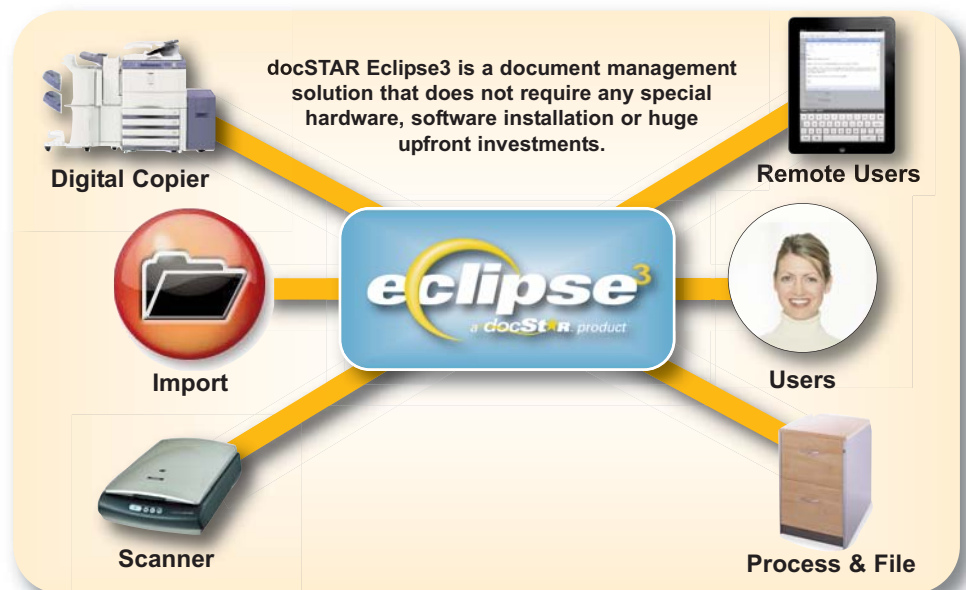 docSTAR Eclipse3 is a document management
solution that does not require any special
hardware, software installation or huge
upfront investments.
Digital Copier
Remote Users
eclipse3
a docStAR product
Import
Users
Scanner
Process & File